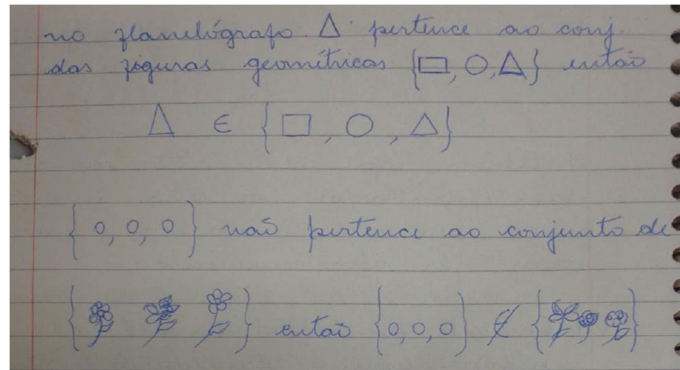 no flanelógrafo. Δ pertence ao conj.
das figuras geométricas {□, ○, Δ} então
Δ ∈ {□, ○, Δ}
{0, 0, 0} não pertence ao conjunto de
{ } então {0, 0, 0} ∉ { }